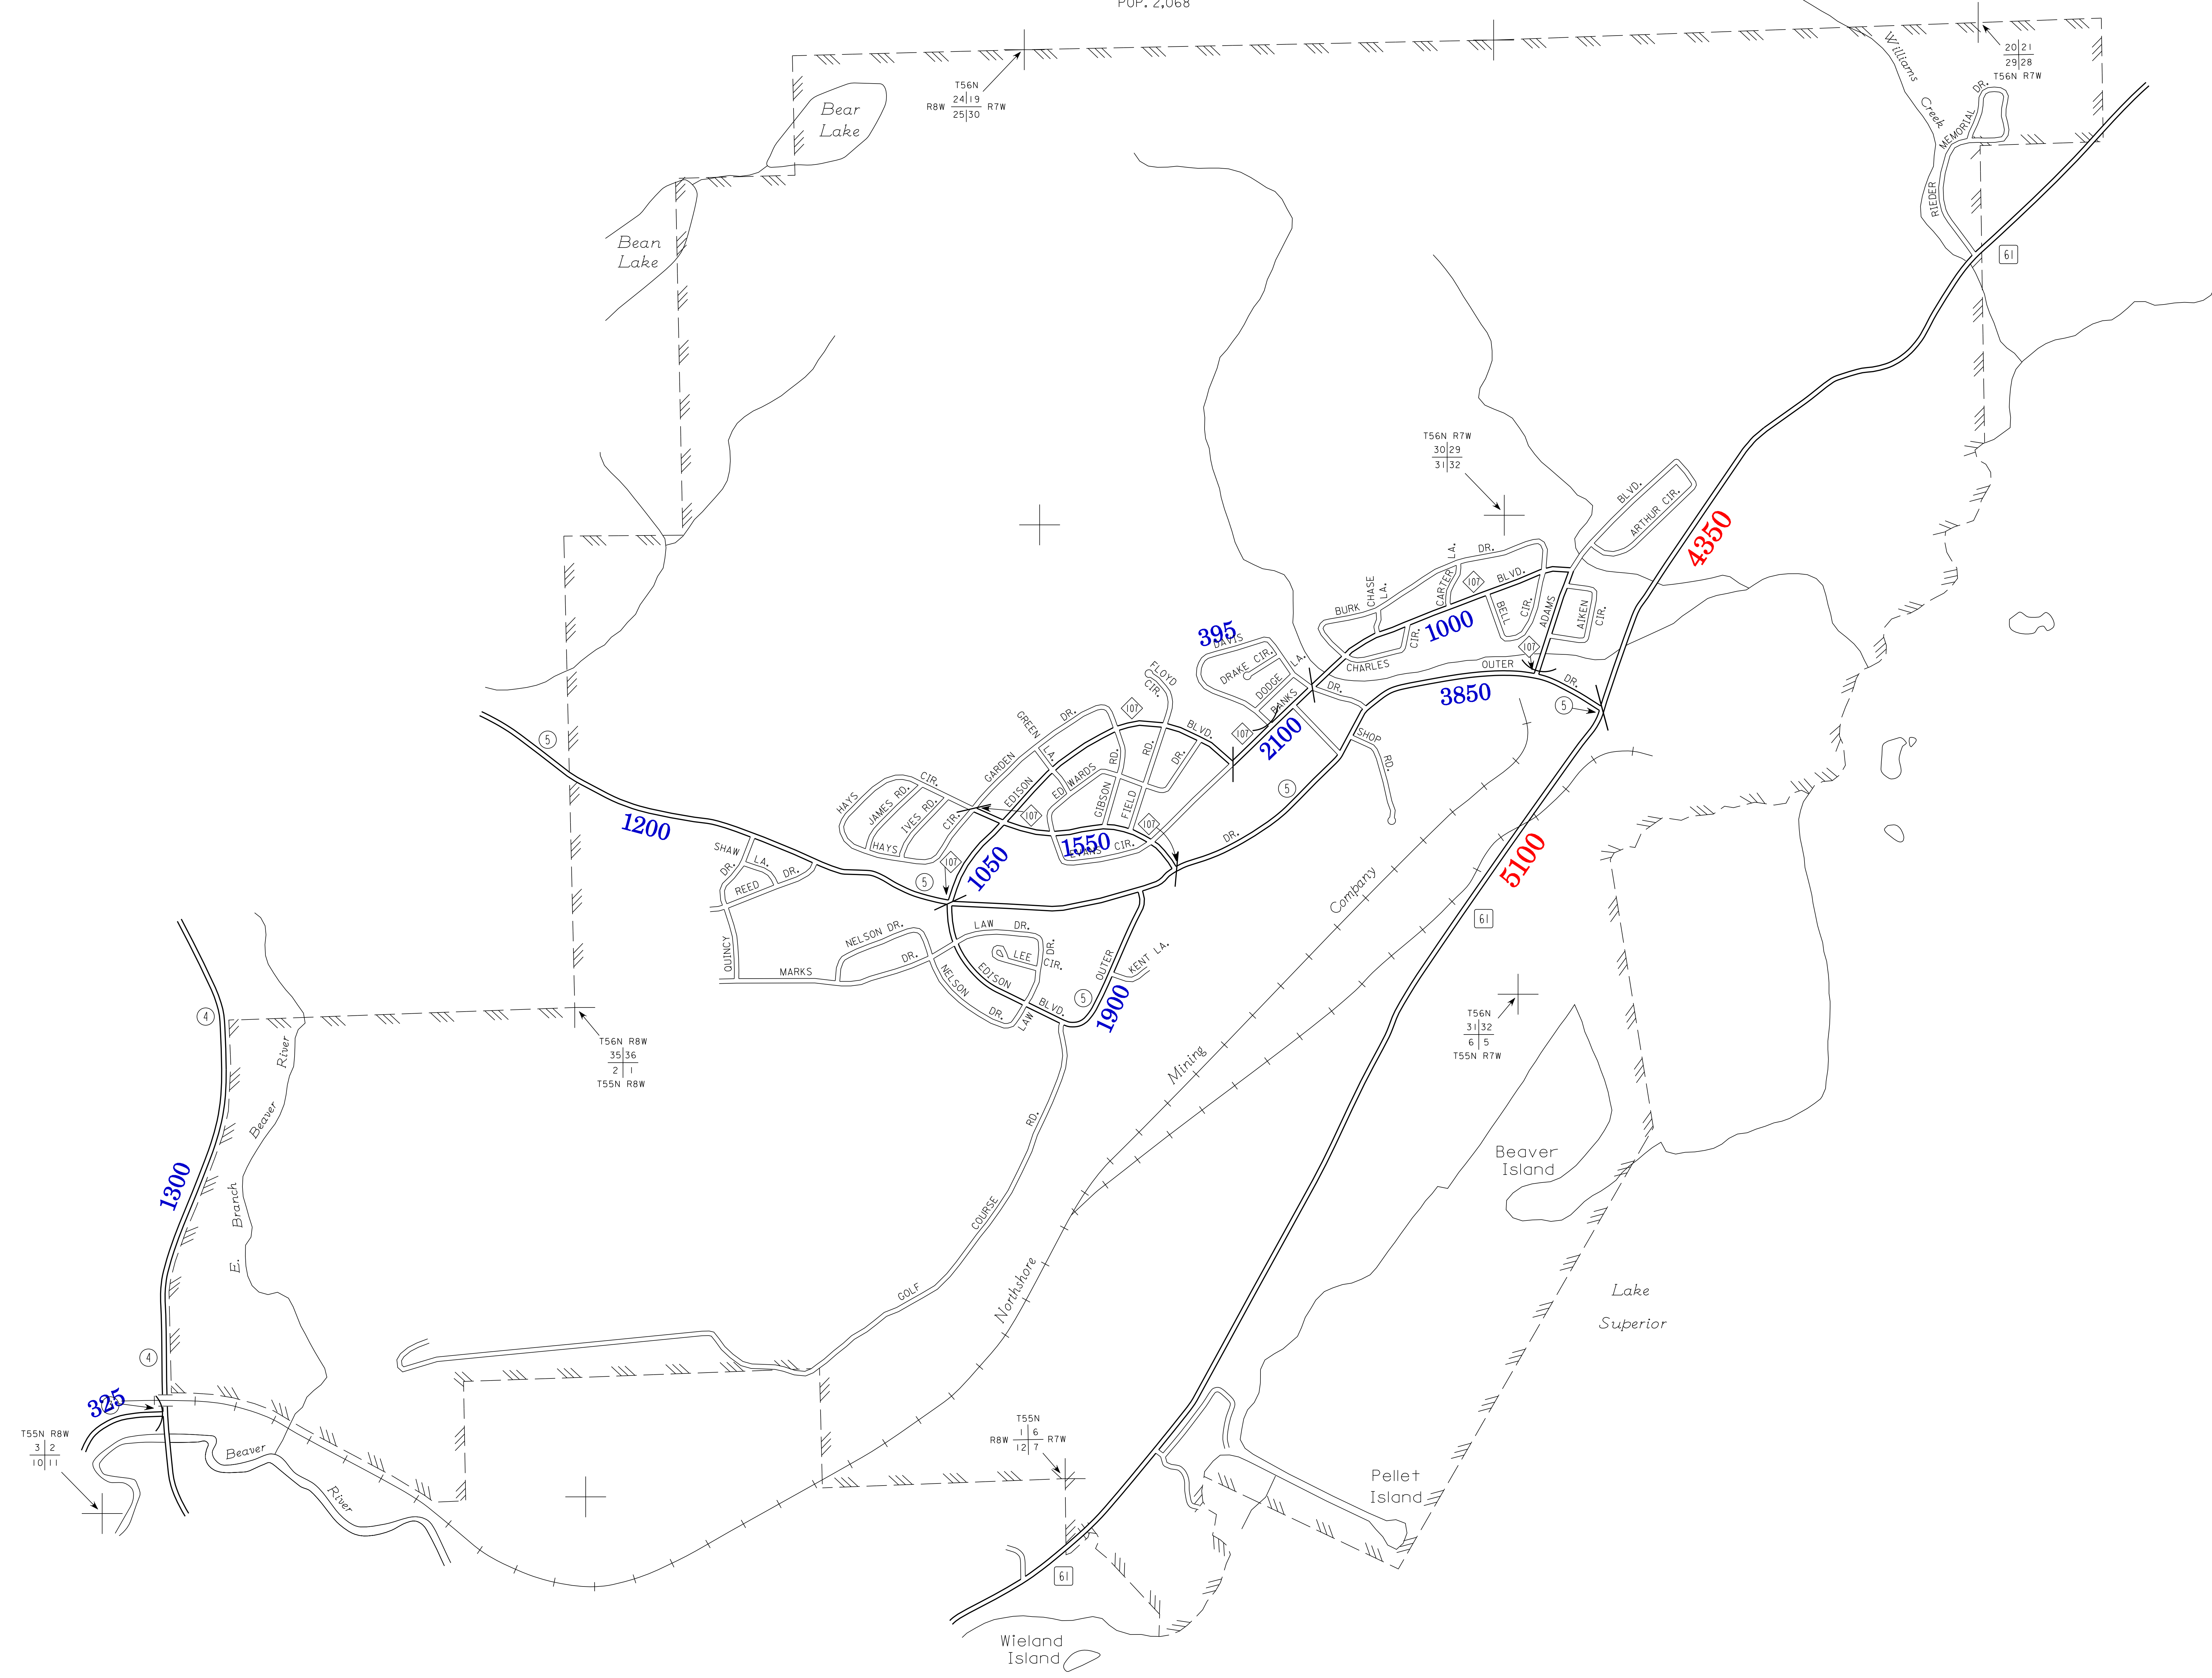 POP. 2,068
20 21
29 28
T56N R7W
Williams
Creek
T56N
24 19
R8W R7W
25 30
Bear
Lake
MEMORIAL
DR.
RIEDER
61
Bean
Lake
T56N R7W
30 29
31 32
BLVD.
ARTHUR CIR.
4350
BURK
CHASE
LA.
CARTER
LA.
DR.
107
BLVD.
1000
BELL
CIR.
ADAMS
AIKEN
CIR.
107
CHARLES
CIR.
OUTER
DR.
3850
5
395
DAVIS
DRAKE CIR.
LA.
DODGE
BANKS
DR.
107
2100
SHOP
RD.
5
FLOYD
CIR.
107
BLVD.
GREEN
LA.
DR.
GARDEN
EDISON
EDWARDS
RD.
GIBSON
FIELD
RD.
DR.
107
107
1550
EVANS CIR.
DR.
5
1200
HAYS
CIR.
JAMES RD.
IVES RD.
CIR.
HAYS
107
1050
5
SHAW
LA.
DR.
REED
DR.
QUINCY
MARKS
NELSON DR.
DR.
LAW DR.
DR.
LEE
CIR.
EDISON
BLVD.
NELSON
DR.
LAW
OUTER
KENT LA.
5
1900
Company
Mining
Northshore
5100
61
T56N
31 32
6 5
T55N R7W
4
T56N R8W
35 36
2 1
T55N R8W
River
Beaver
Branch
E.
1300
4
RD.
COURSE
GOLF
Beaver
Island
Lake
Superior
325
T55N R8W
3 2
10 11
Beaver
River
T55N
1 6
R8W R7W
12 7
Pellet
Island
61
Wieland
Island